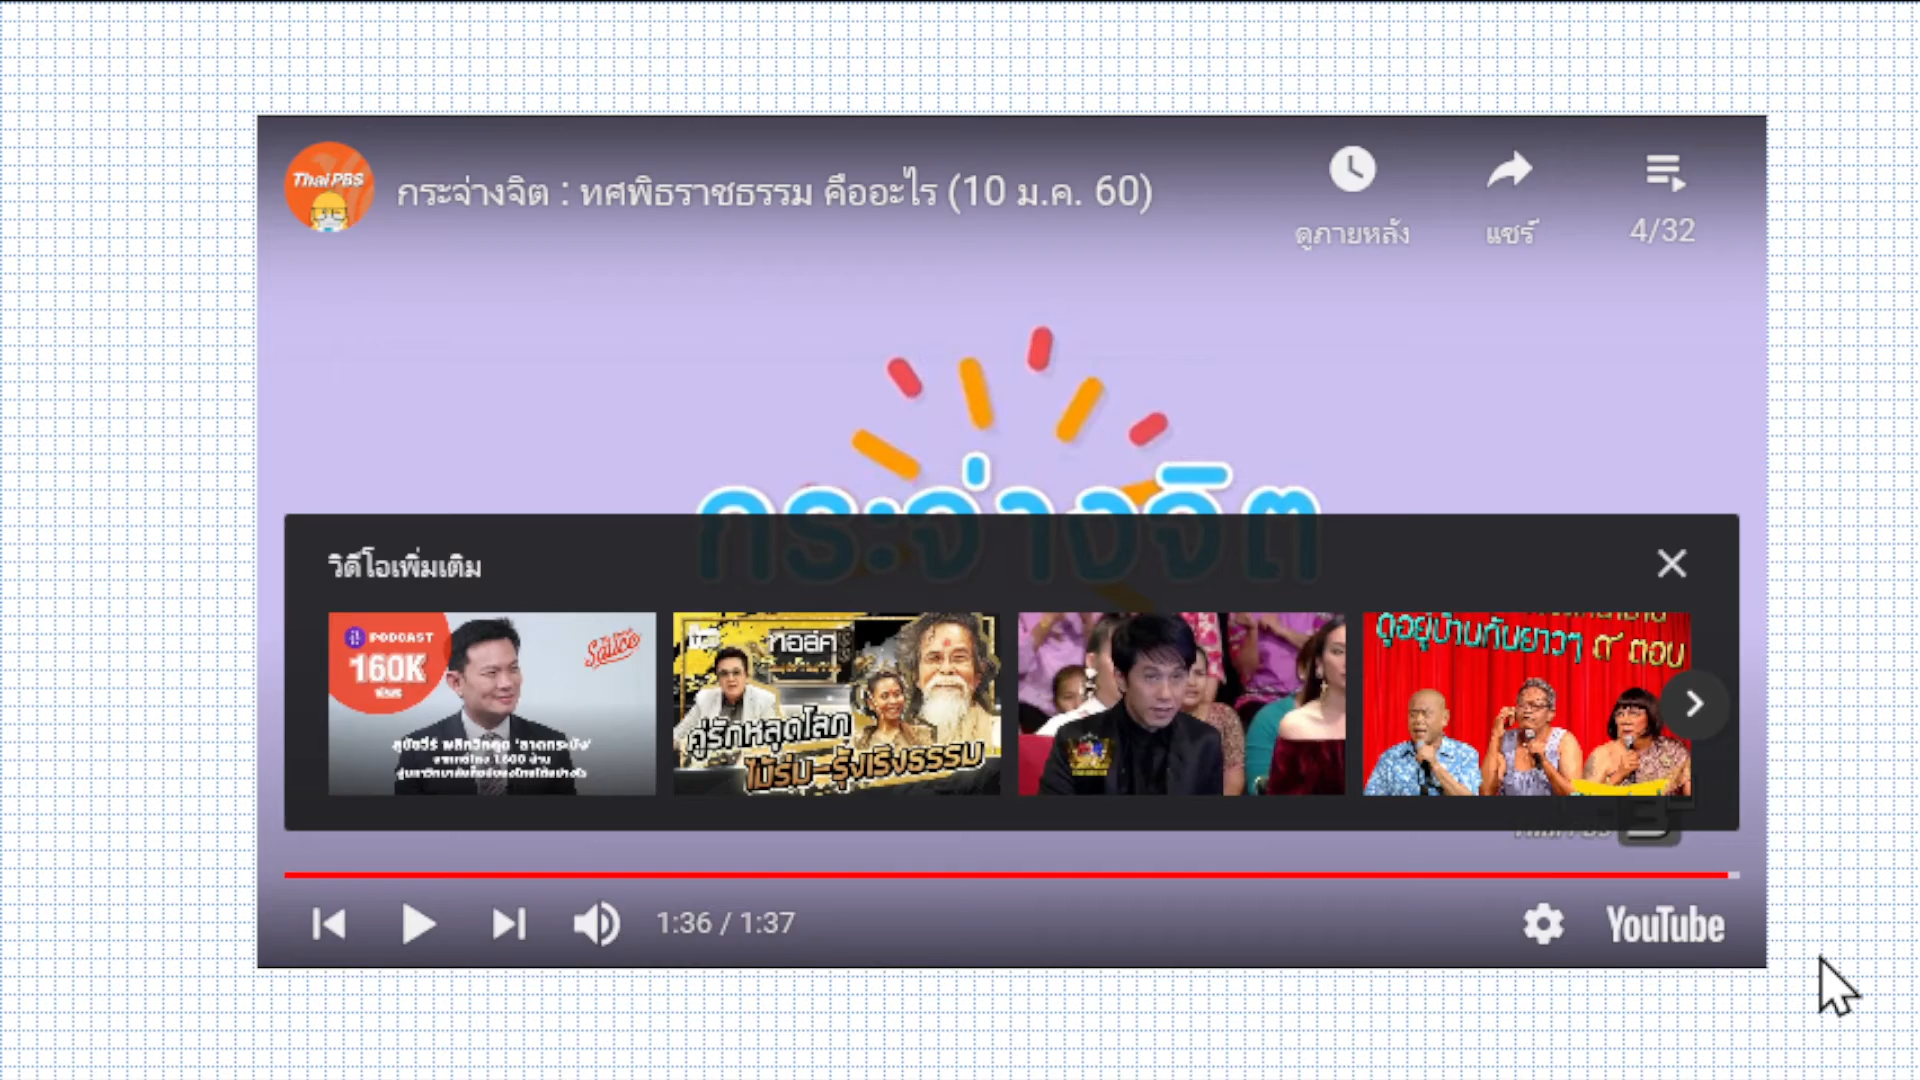 Thai PBS
กระจ่างจิต : ทศพิธราชธรรม คืออะไร (10 ม.ค. 60)
ดูภายหลัง
แชร์
4/32
กระจ่างจิต
วิดีโอเพิ่มเติม
PODCAST
160K
Sauce
คู่รักหลุดโลก
ไม้ร่ม-รุ้งเริงธรรม
ดูอยู่บ้านกันยาวๆ ๙ ตอน
Thai PBS
1:36 / 1:37
YouTube